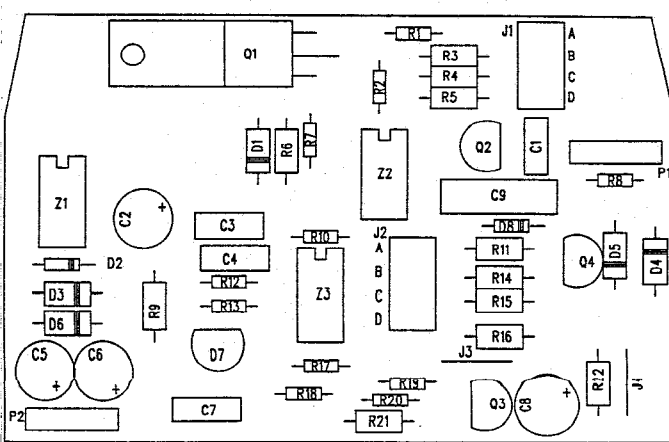 R1
J1
A
Q1
R3
B
R4
C
R2
R5
D
D1
R6
R7
Z2
Q2
C1
P1
R8
Z1
C2
+
C9
C3
D8
R10
J2
A
R11
D5
D4
Q4
D2
C4
B
R12
Z3
R14
D3
C
R9
R13
R15
D6
D
R16
D7
C5
C6
J3
R17
+
+
R19
R12
J4
R18
R20
Q3
C8
+
P2
C7
R21